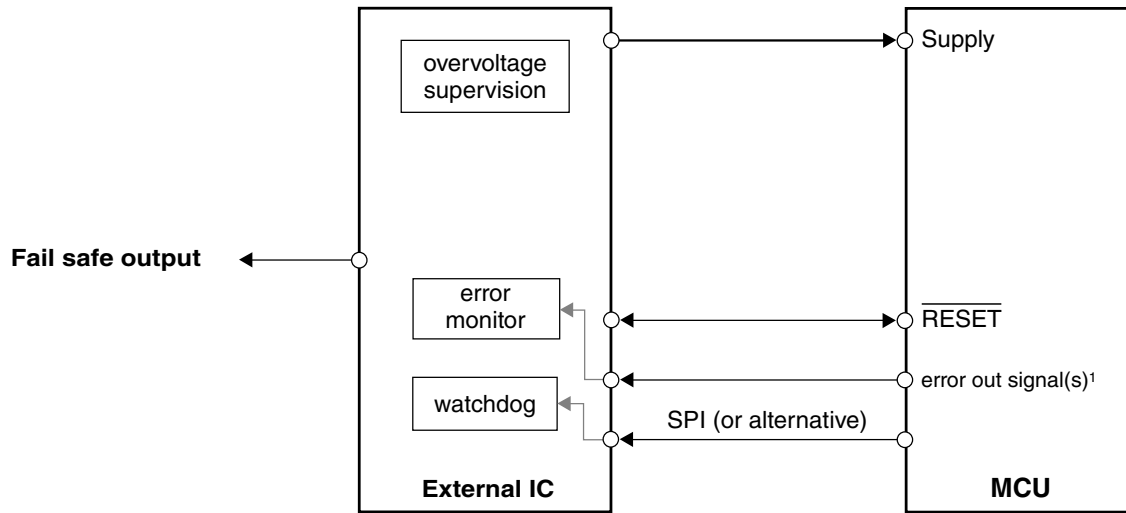 overvoltage
supervision
Supply
Fail safe output
error
monitor
RESET
error out signal(s)¹
watchdog
SPI (or alternative)
External IC
MCU